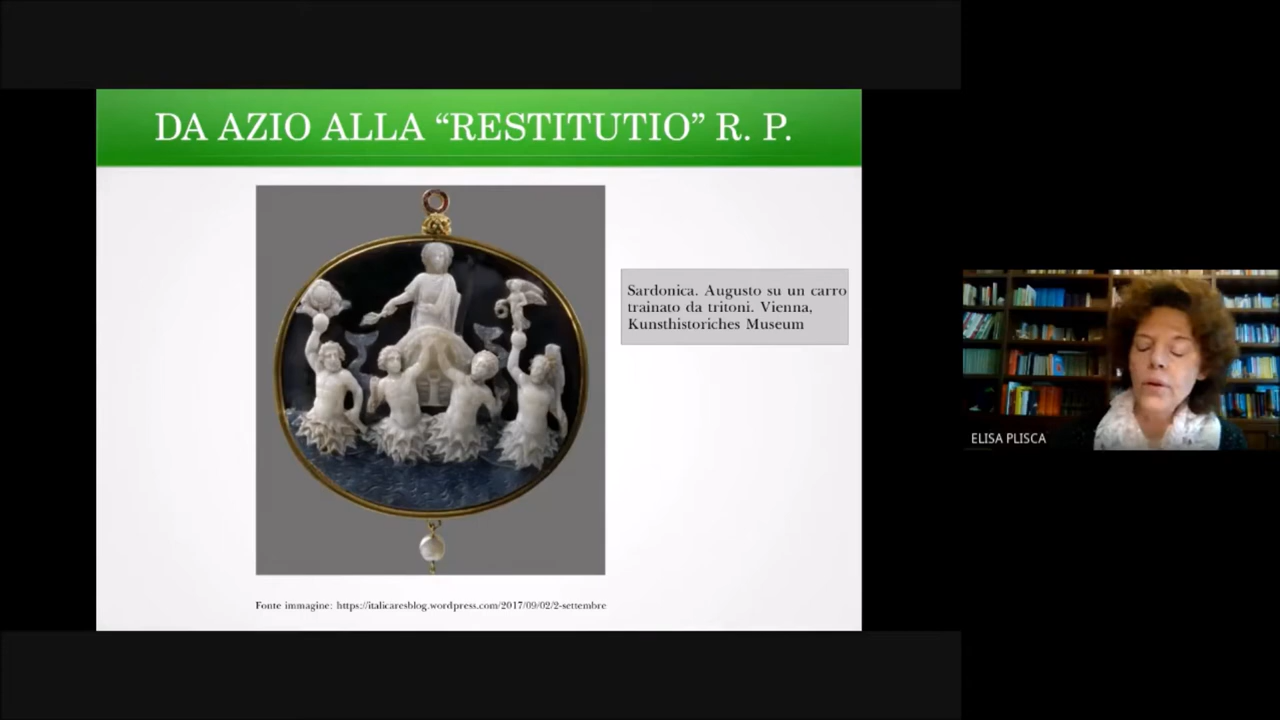 DA AZIO ALLA “RESTITUTIO” R. P.
Sardonica. Augusto su un carro
trainato da tritoni. Vienna,
Kunsthistoriches Museum
ELISA PLISCA
Fonte immagine: https://italicaresblog.wordpress.com/2017/09/02/2-settembre